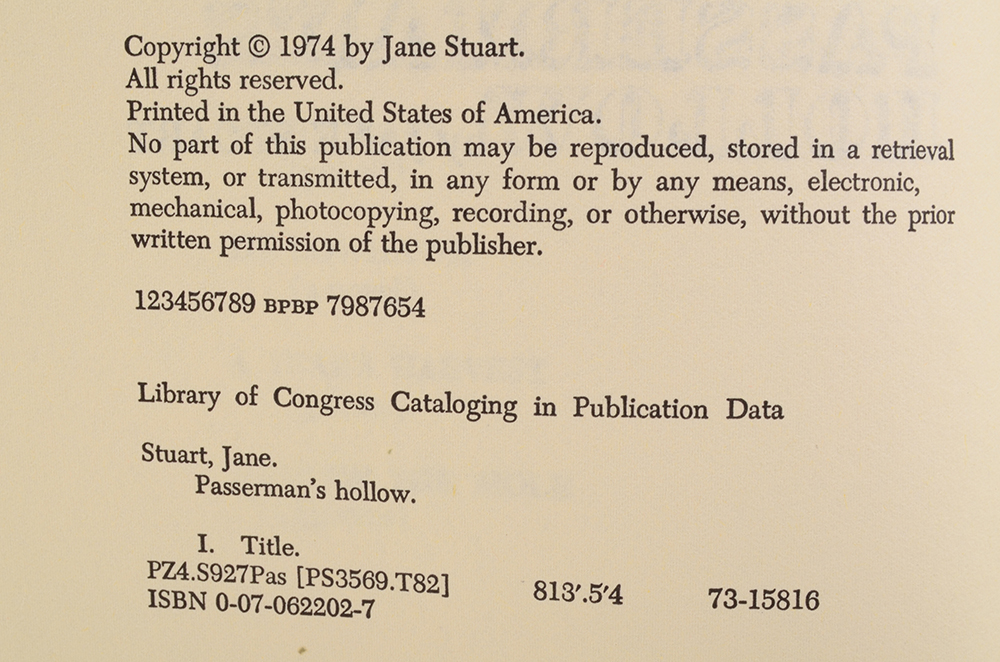 Copyright © 1974 by Jane Stuart.
All rights reserved.
Printed in the United States of America.
No part of this publication may be reproduced, stored in a retrieval
system, or transmitted, in any form or by any means, electronic,
mechanical, photocopying, recording, or otherwise, without the prior
written permission of the publisher.
123456789 BPBP 7987654
Library of Congress Cataloging in Publication Data
Stuart, Jane.
Passerman's hollow.
I. Title.
PZ4.S927Pas [PS3569.T82] 813'.5'4 73-15816
ISBN 0-07-062202-7